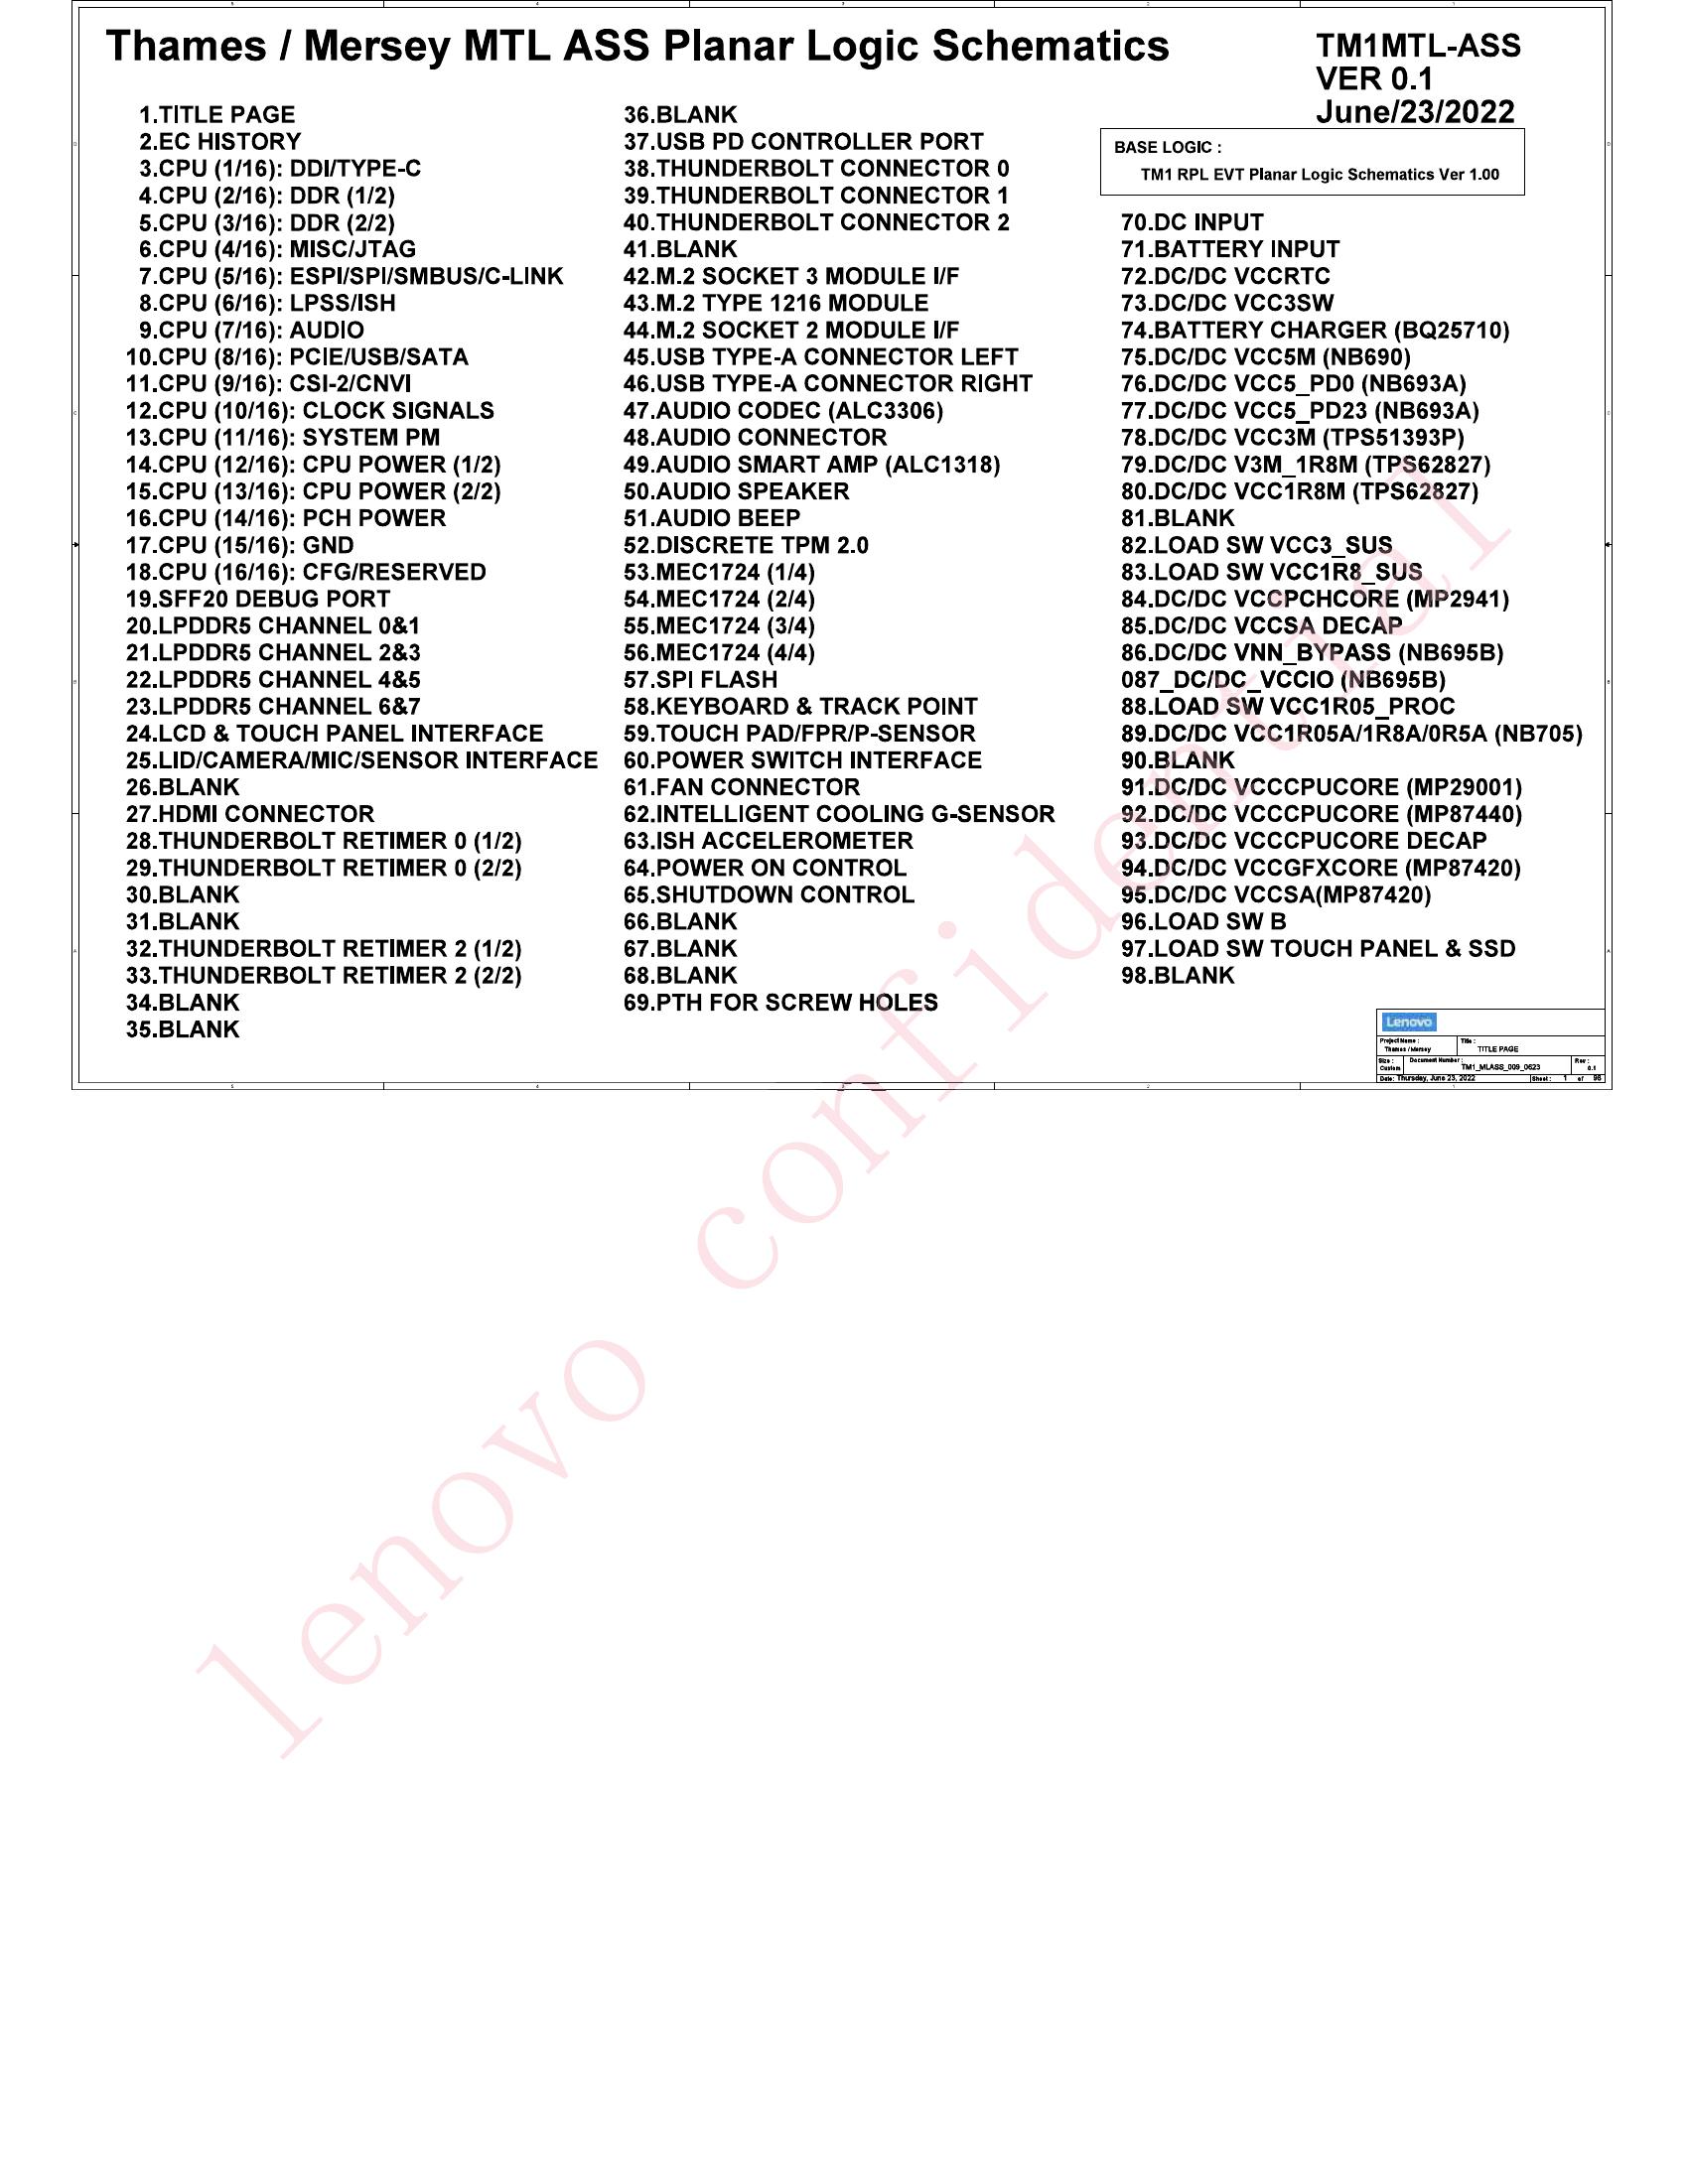 Thames / Mersey MTL ASS Planar Logic Schematics
TM1MTL-ASS
VER 0.1
June/23/2022
BASE LOGIC :
TM1 RPL EVT Planar Logic Schematics Ver 1.00
1.TITLE PAGE
2.EC HISTORY
3.CPU (1/16): DDI/TYPE-C
4.CPU (2/16): DDR (1/2)
5.CPU (3/16): DDR (2/2)
6.CPU (4/16): MISC/JTAG
7.CPU (5/16): ESPI/SPI/SMBUS/C-LINK
8.CPU (6/16): LPSS/ISH
9.CPU (7/16): AUDIO
10.CPU (8/16): PCIE/USB/SATA
11.CPU (9/16): CSI-2/CNVI
12.CPU (10/16): CLOCK SIGNALS
13.CPU (11/16): SYSTEM PM
14.CPU (12/16): CPU POWER (1/2)
15.CPU (13/16): CPU POWER (2/2)
16.CPU (14/16): PCH POWER
17.CPU (15/16): GND
18.CPU (16/16): CFG/RESERVED
19.SFF20 DEBUG PORT
20.LPDDR5 CHANNEL 0&1
21.LPDDR5 CHANNEL 2&3
22.LPDDR5 CHANNEL 4&5
23.LPDDR5 CHANNEL 6&7
24.LCD & TOUCH PANEL INTERFACE
25.LID/CAMERA/MIC/SENSOR INTERFACE
26.BLANK
27.HDMI CONNECTOR
28.THUNDERBOLT RETIMER 0 (1/2)
29.THUNDERBOLT RETIMER 0 (2/2)
30.BLANK
31.BLANK
32.THUNDERBOLT RETIMER 2 (1/2)
33.THUNDERBOLT RETIMER 2 (2/2)
34.BLANK
35.BLANK
36.BLANK
37.USB PD CONTROLLER PORT
38.THUNDERBOLT CONNECTOR 0
39.THUNDERBOLT CONNECTOR 1
40.THUNDERBOLT CONNECTOR 2
41.BLANK
42.M.2 SOCKET 3 MODULE I/F
43.M.2 TYPE 1216 MODULE
44.M.2 SOCKET 2 MODULE I/F
45.USB TYPE-A CONNECTOR LEFT
46.USB TYPE-A CONNECTOR RIGHT
47.AUDIO CODEC (ALC3306)
48.AUDIO CONNECTOR
49.AUDIO SMART AMP (ALC1318)
50.AUDIO SPEAKER
51.AUDIO BEEP
52.DISCRETE TPM 2.0
53.MEC1724 (1/4)
54.MEC1724 (2/4)
55.MEC1724 (3/4)
56.MEC1724 (4/4)
57.SPI FLASH
58.KEYBOARD & TRACK POINT
59.TOUCH PAD/FPR/P-SENSOR
60.POWER SWITCH INTERFACE
61.FAN CONNECTOR
62.INTELLIGENT COOLING G-SENSOR
63.ISH ACCELEROMETER
64.POWER ON CONTROL
65.SHUTDOWN CONTROL
66.BLANK
67.BLANK
68.BLANK
69.PTH FOR SCREW HOLES
70.DC INPUT
71.BATTERY INPUT
72.DC/DC VCCRTC
73.DC/DC VCC3SW
74.BATTERY CHARGER (BQ25710)
75.DC/DC VCC5M (NB690)
76.DC/DC VCC5_PD0 (NB693A)
77.DC/DC VCC5_PD23 (NB693A)
78.DC/DC VCC3M (TPS51393P)
79.DC/DC V3M_1R8M (TPS62827)
80.DC/DC VCC1R8M (TPS62827)
81.BLANK
82.LOAD SW VCC3_SUS
83.LOAD SW VCC1R8_SUS
84.DC/DC VCCPCHCORE (MP2941)
85.DC/DC VCCSA DECAP
86.DC/DC VNN_BYPASS (NB695B)
087_DC/DC_VCCIO (NB695B)
88.LOAD SW VCC1R05_PROC
89.DC/DC VCC1R05A/1R8A/0R5A (NB705)
90.BLANK
91.DC/DC VCCCPUCORE (MP29001)
92.DC/DC VCCCPUCORE (MP87440)
93.DC/DC VCCCPUCORE DECAP
94.DC/DC VCCGFXCORE (MP87420)
95.DC/DC VCCSA(MP87420)
96.LOAD SW B
97.LOAD SW TOUCH PANEL & SSD
98.BLANK
Lenovo
Project Name :
Thames / Mersey
Title :
TITLE PAGE
Size :
Custom
Document Number :
TM1_MLASS_009_0623
Rev :
0.1
Date: Thursday, June 23, 2022
Sheet : 1 of 98
lenovo confidential